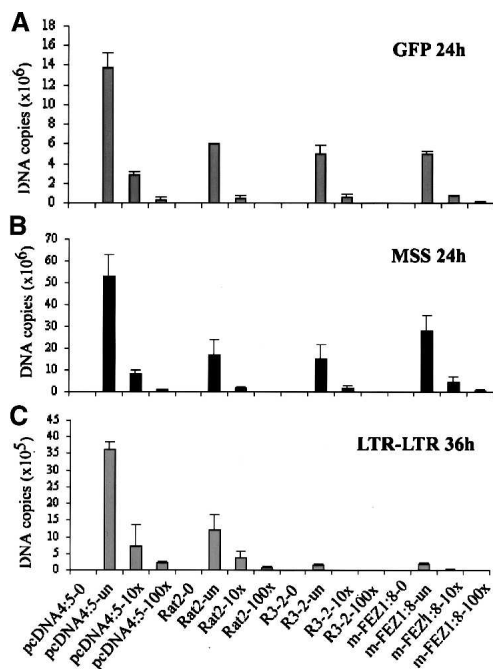 A
GFP 24h
DNA copies (x10⁶)
18
16
14
12
10
8
6
4
2
0
B
MSS 24h
DNA copies (x10⁶)
70
60
50
40
30
20
10
0
C
LTR-LTR 36h
DNA copies (x10⁵)
45
40
35
30
25
20
15
10
5
0
pcDNA4:5-0
pcDNA4:5-un
pcDNA4:5-10x
pcDNA4:5-100x
Rat2-0
Rat2-un
Rat2-10x
Rat2-100x
R3-2-0
R3-2-un
R3-2-10x
R3-2-100x
m-FEZ1:8-0
m-FEZ1:8-un
m-FEZ1:8-10x
m-FEZ1:8-100x